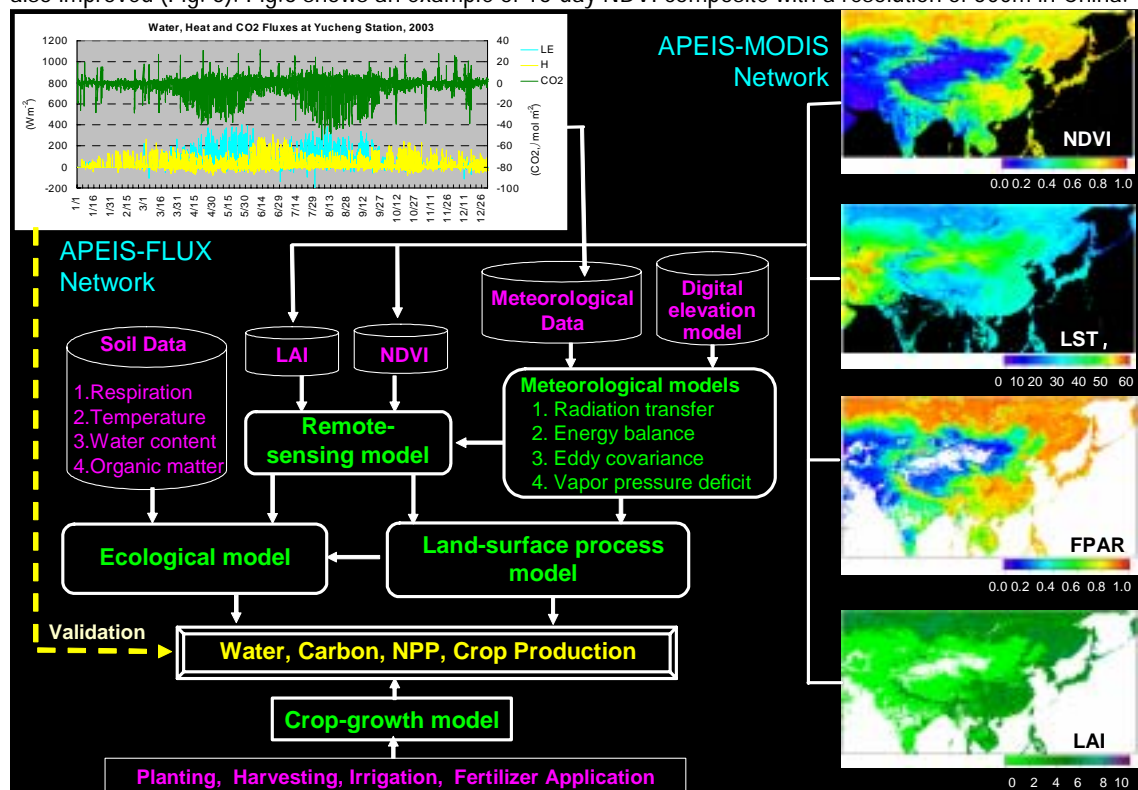 also improved (Fig. Fig shows an example of 10-day NDVI composite with a resolution of 500m in China.
Water, Heat and CO2 Fluxes at Yucheng Station, 2003
1200
1000
800
600
400
200
0
200
(Wm-2)
40
20
0
-20
-40
-60
-80
-100
(CO2,/ mol m²)
LE
H
CO2
1/1
1/16
1/31
2/15
3/1
3/16
3/31
4/15
4/30
5/15
5/30
6/14
6/29
7/14
7/29
8/13
8/28
9/12
9/27
10/12
10/27
11/11
11/26
12/11
12/26
APEIS-MODIS
Network
NDVI
0.0 0.2 0.4 0.6 0.8 1.0
APEIS-FLUX
Network
LST ,
0 10 20 30 40 50 60
Soil Data
1.Respiration
2.Temperature
3.Water content
4.Organic matter
LAI
NDVI
Meteorological
Data
Digital
elevation
model
Meteorological models
1. Radiation transfer
2. Energy balance
3. Eddy covariance
4. Vapor pressure deficit
Remote-
sensing model
FPAR
0.0 0.2 0.4 0.6 0.8 1.0
Ecological model
Land-surface process
model
Validation
Water, Carbon, NPP, Crop Production
Crop-growth model
Planting, Harvesting, Irrigation, Fertilizer Application
LAI
0 2 4 6 8 10